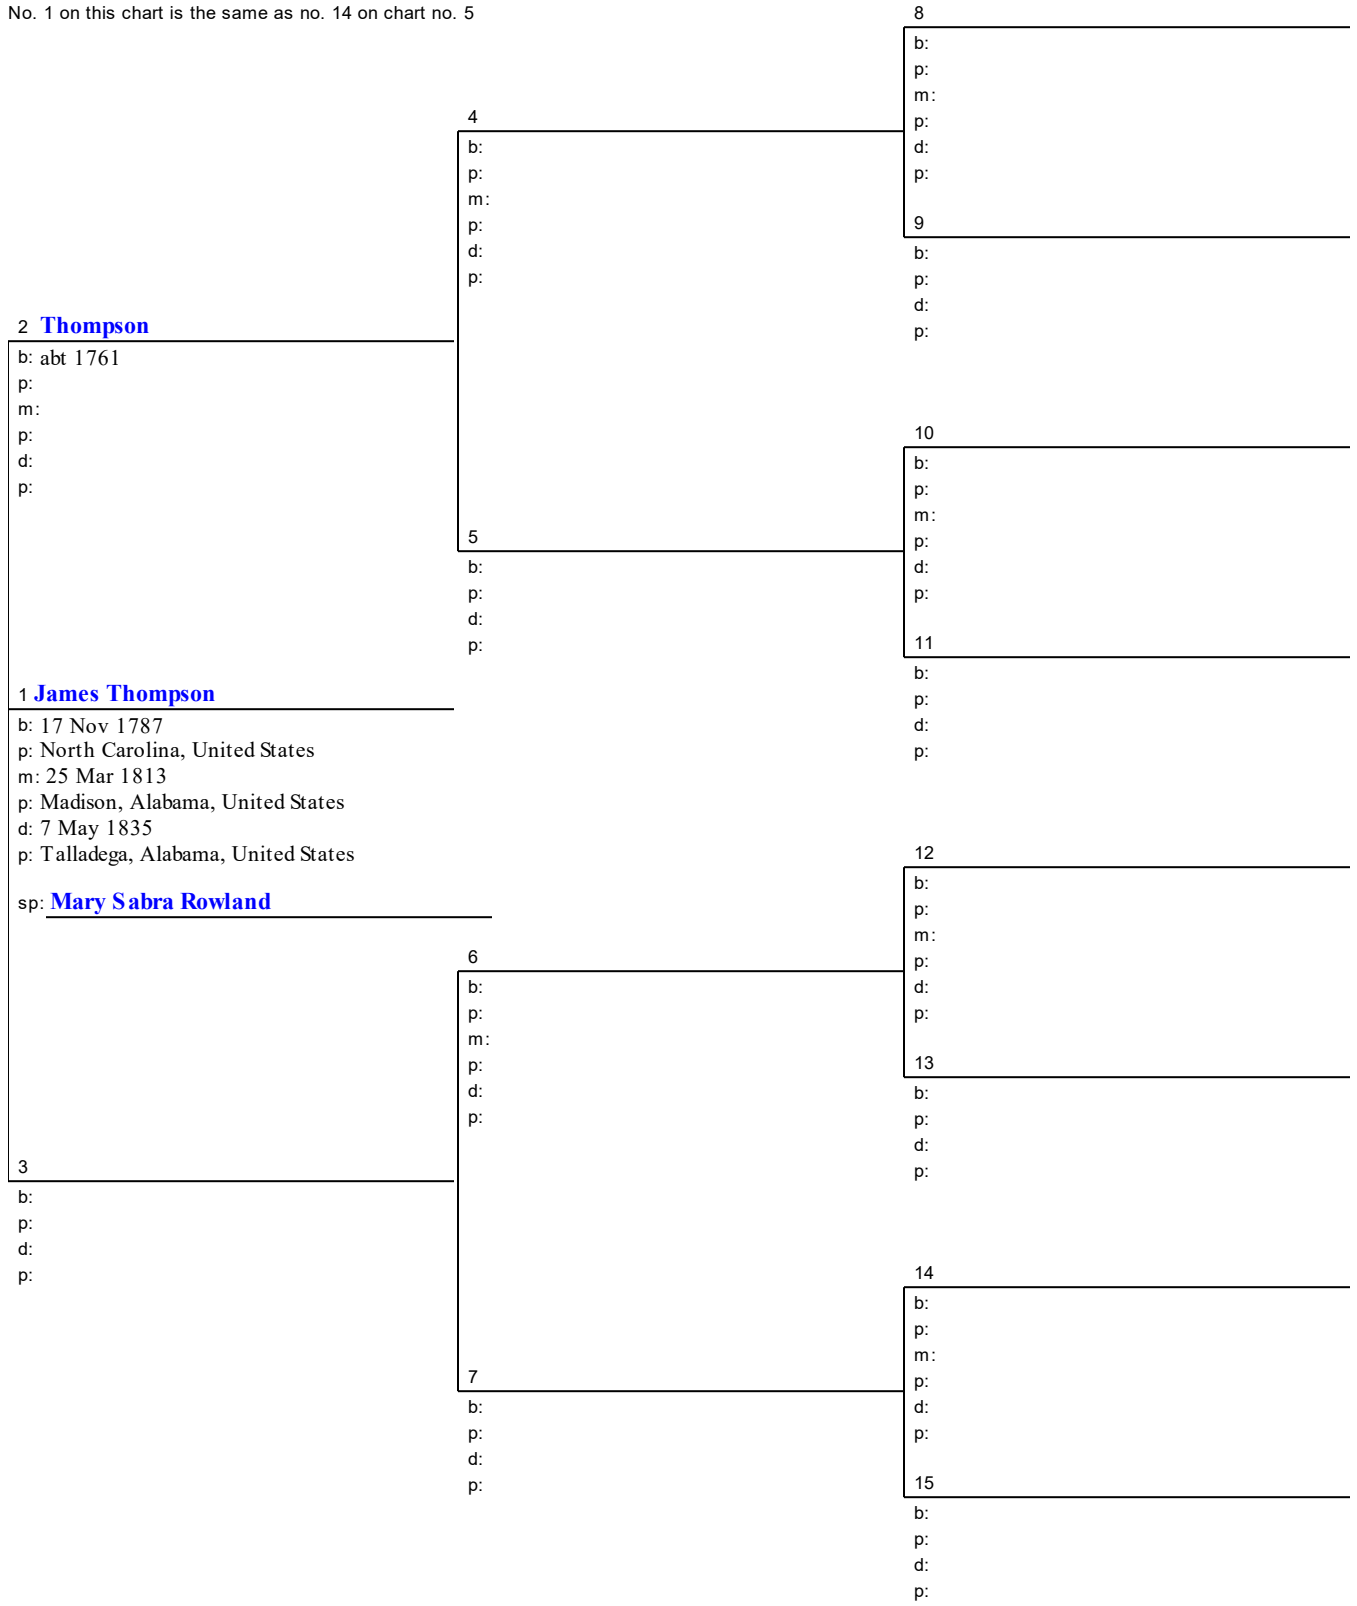 No. 1 on this chart is the same as no. 14 on chart no. 5
2 Thompson
b: abt 1761
p:
m:
p:
d:
p:
1 James Thompson
b: 17 Nov 1787
p: North Carolina, United States
m: 25 Mar 1813
p: Madison, Alabama, United States
d: 7 May 1835
p: Talladega, Alabama, United States
sp: Mary Sabra Rowland
3
b:
p:
d:
p:
4
b:
p:
m:
p:
d:
p:
5
b:
p:
d:
p:
6
b:
p:
m:
p:
d:
p:
7
b:
p:
d:
p:
8
b:
p:
m:
p:
d:
p:
9
b:
p:
d:
p:
10
b:
p:
m:
p:
d:
p:
11
b:
p:
d:
p:
12
b:
p:
m:
p:
d:
p:
13
b:
p:
d:
p:
14
b:
p:
m:
p:
d:
p:
15
b:
p:
d:
p: